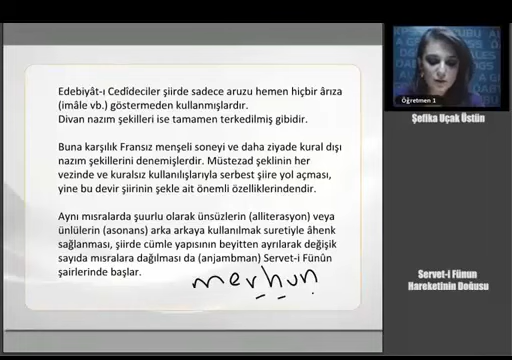 Edebiyât-ı Cedîdeciler şiirde sadece aruzu hemen hiçbir ârıza
(imâle vb.) göstermeden kullanmışlardır.
Divan nazım şekilleri ise tamamen terkedilmiş gibidir.
Buna karşılık Fransız menşeli soneyi ve daha ziyade kural dışı
nazım şekillerini denemişlerdir. Müstezad şeklinin her
vezinde ve kuralsız kullanılışlarıyla serbest şiire yol açması,
yine bu devir şiirinin şekle ait önemli özelliklerindendir.
Aynı mısralarda şuurlu olarak ünsüzlerin (alliterasyon) veya
ünlülerin (asonans) arka arkaya kullanılmak suretiyle âhenk
sağlanması, şiirde cümle yapısının beyitten ayrılarak değişik
sayıda mısralara dağılması da (anjambman) Servet-i Fünûn
şairlerinde başlar.
merhun
Öğretmen 1
Şefika Uçak Üstün
Servet-i Fünun
Hareketinin Doğusu